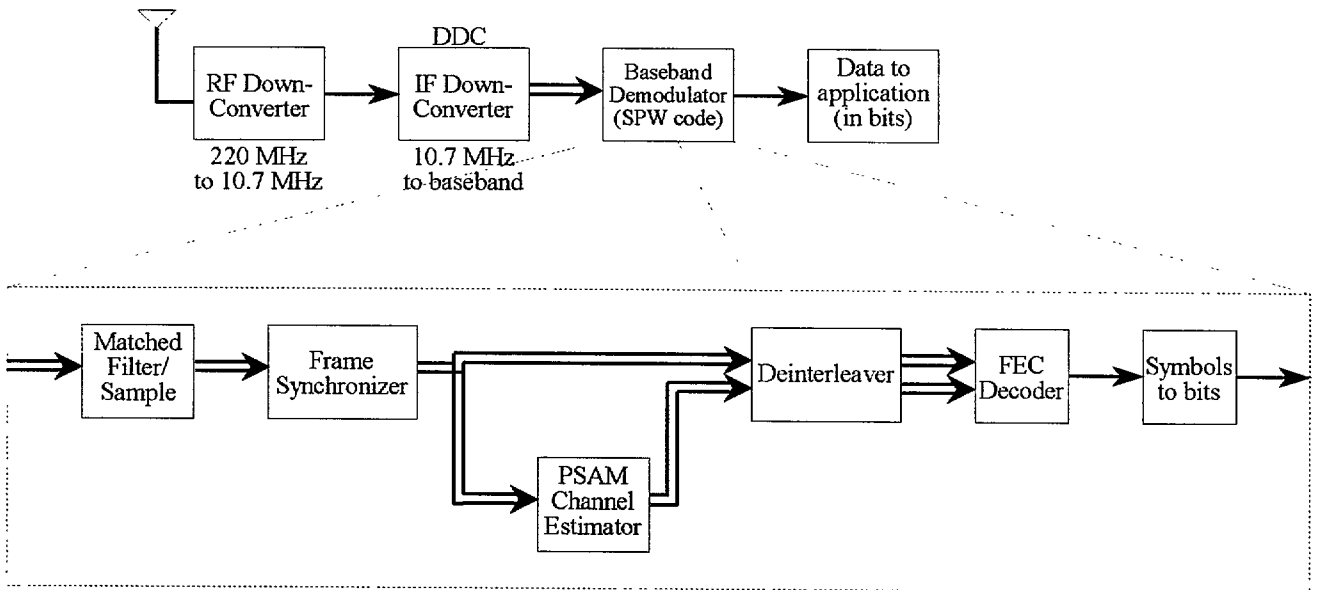 DDC
RF Down-
Converter
IF Down-
Converter
Baseband
Demodulator
(SPW code)
Data to
application
(in bits)
220 MHz
to 10.7 MHz
10.7 MHz
to baseband
Matched
Filter/
Sample
Frame
Synchronizer
Deinterleaver
FEC
Decoder
Symbols
to bits
PSAM
Channel
Estimator